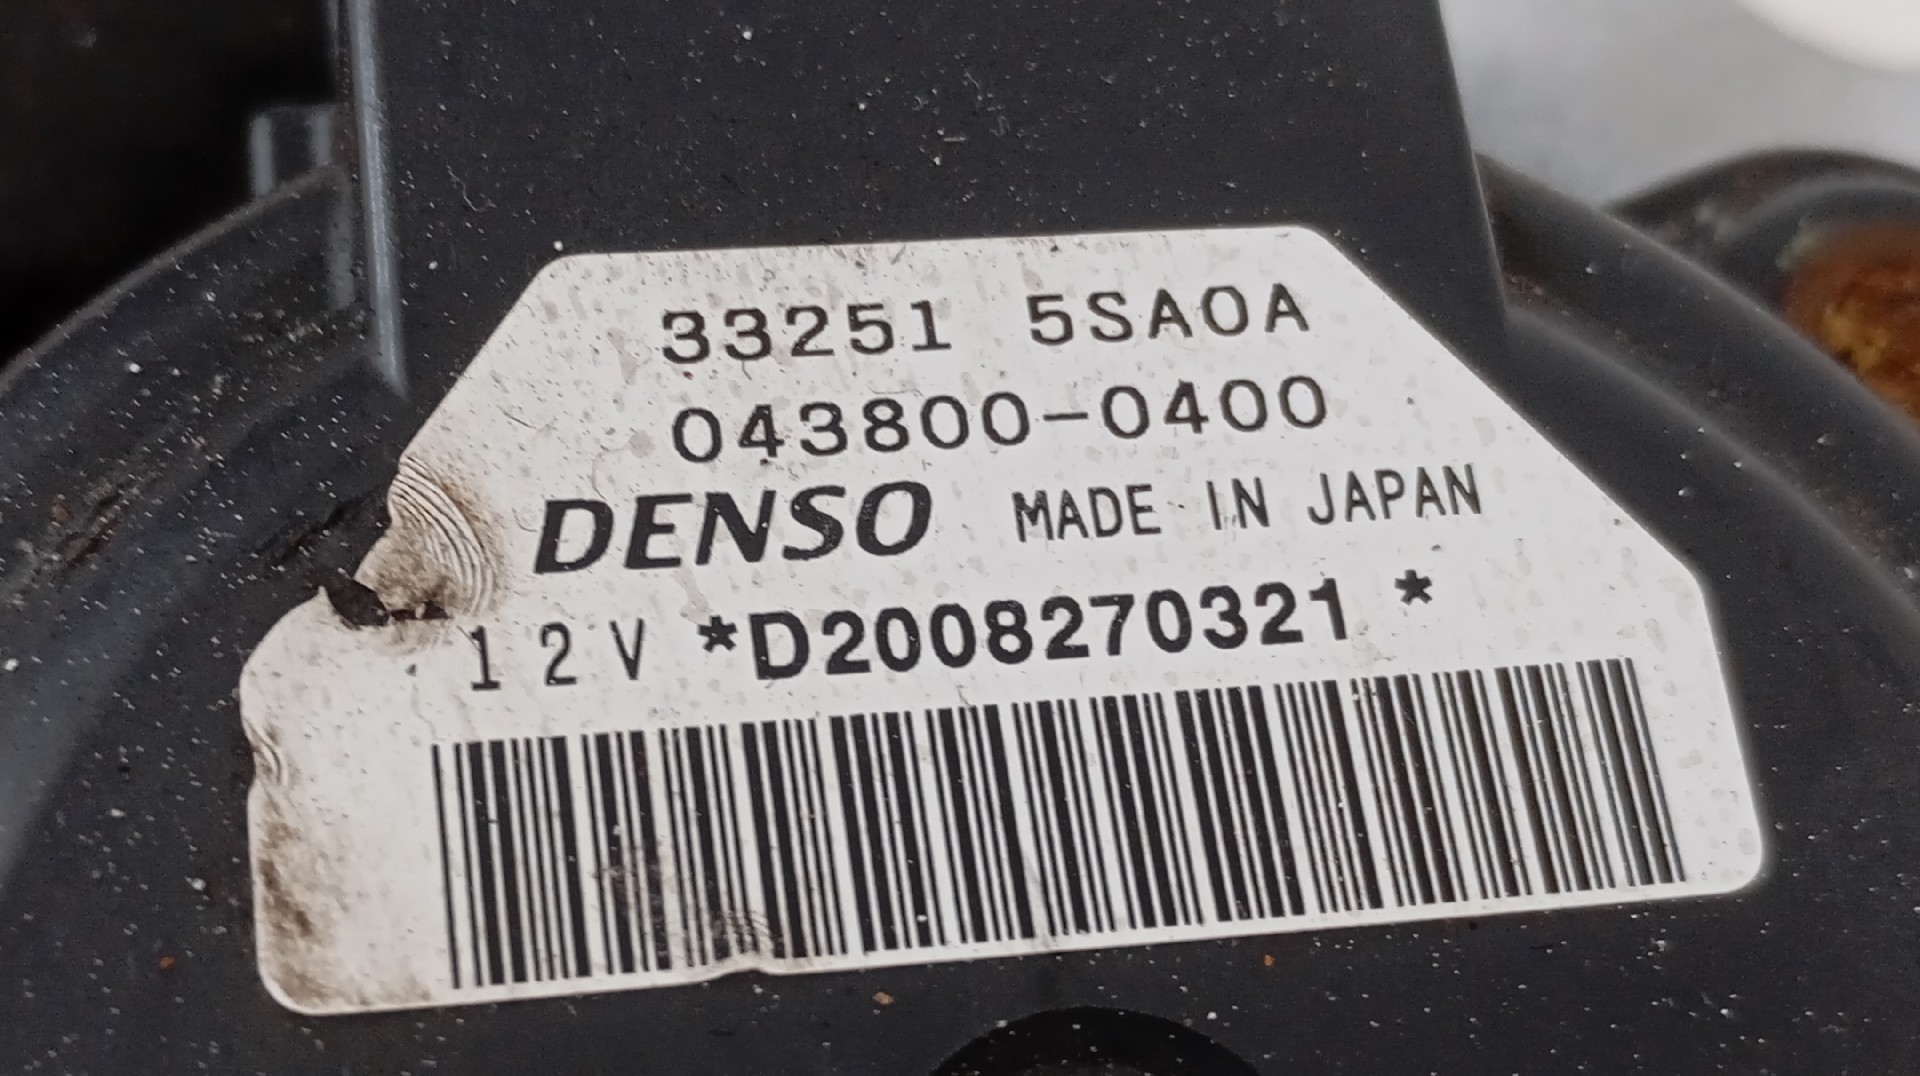 33251 5SA0A
043800-0400
DENSO MADE IN JAPAN
12V *D2008270321*